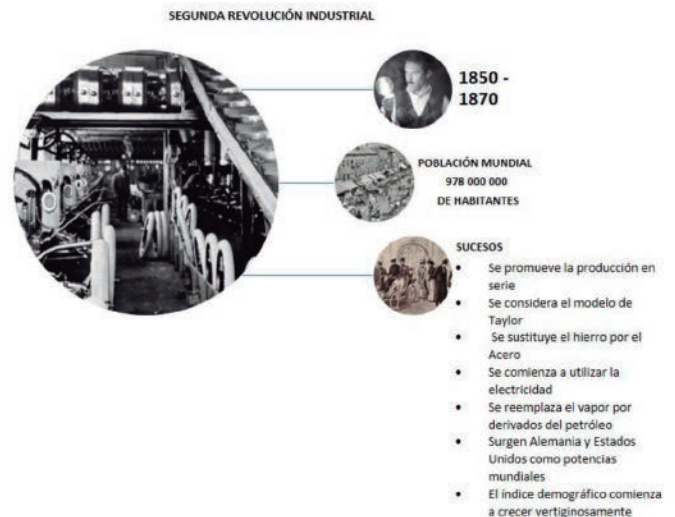 SEGUNDA REVOLUCIÓN INDUSTRIAL
1850 -
1870
POBLACIÓN MUNDIAL
978 000 000
DE HABITANTES
SUCESOS
• Se promueve la producción en
serie
• Se considera el modelo de
Taylor
• Se sustituye el hierro por el
Acero
• Se comienza a utilizar la
electricidad
• Se reemplaza el vapor por
derivados del petróleo
• Surgen Alemania y Estados
Unidos como potencias
mundiales
• El índice demográfico comienza
a crecer vertiginosamente